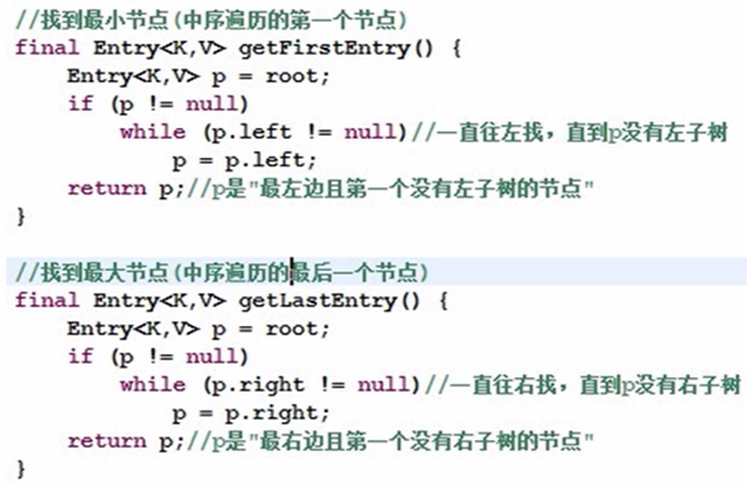 //找到最小节点(中序遍历的第一个节点)
final Entry<K,V> getFirstEntry() {
    Entry<K,V> p = root;
    if (p != null)
        while (p.left != null)//一直往左找，直到p没有左子树
            p = p.left;
    return p;//p是"最左边且第一个没有左子树的节点"
}

//找到最大节点(中序遍历的最后一个节点)
final Entry<K,V> getLastEntry() {
    Entry<K,V> p = root;
    if (p != null)
        while (p.right != null)//一直往右找，直到p没有右子树
            p = p.right;
    return p;//p是"最右边且第一个没有右子树的节点"
}